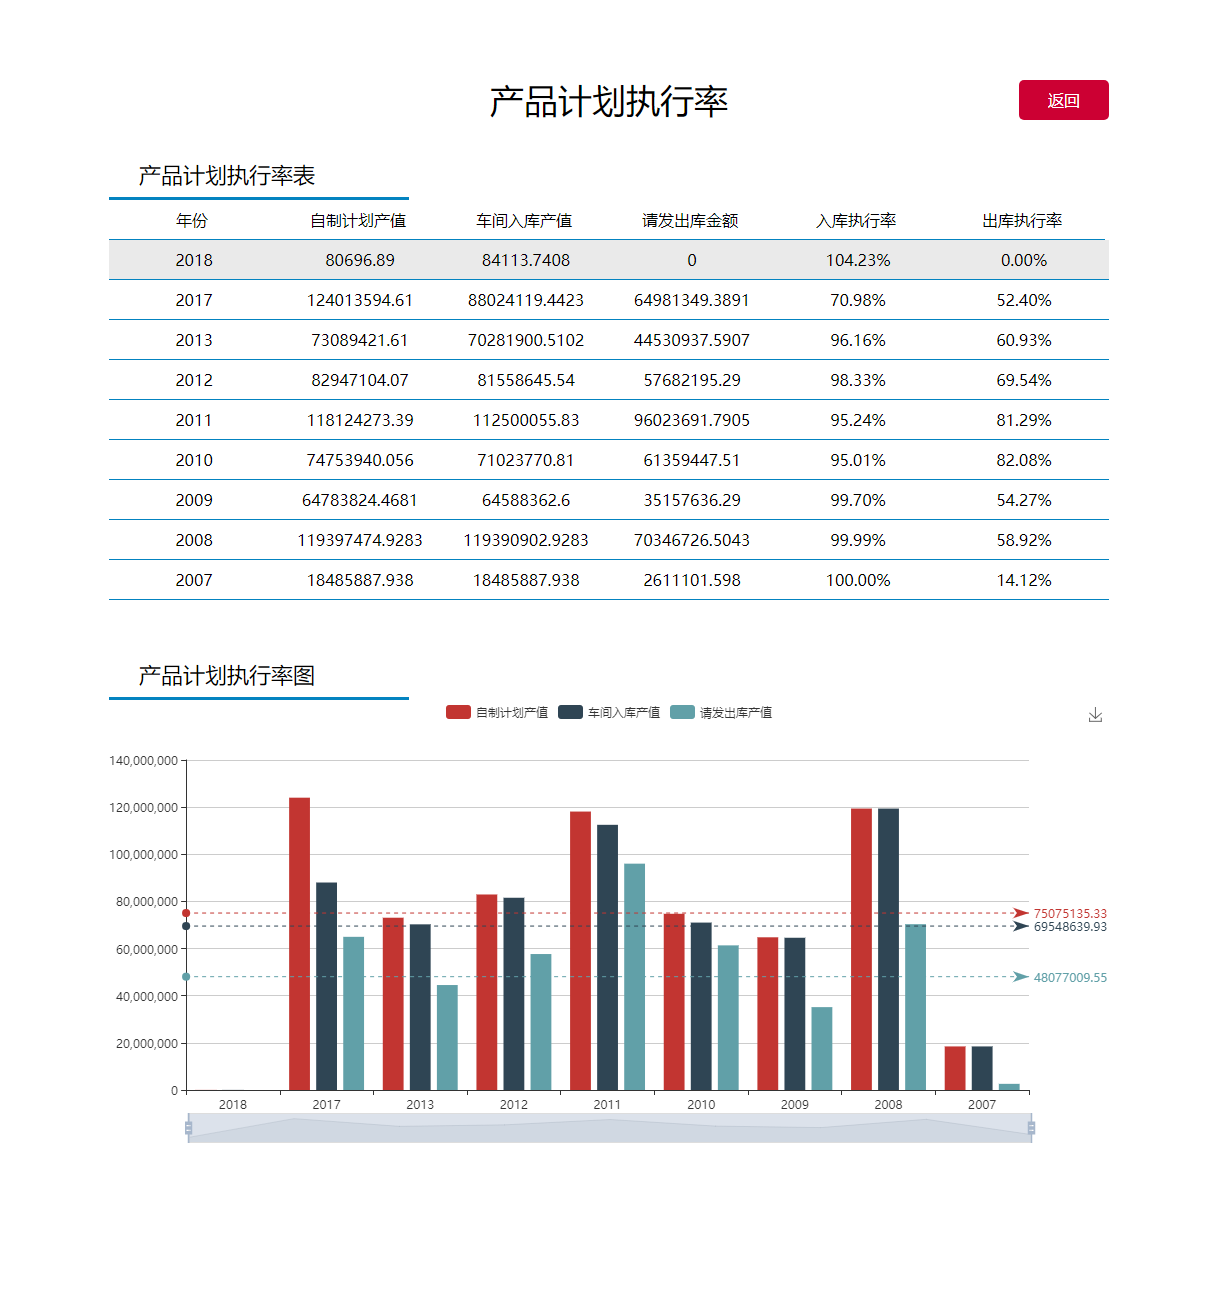 产品计划执行率
返回
产品计划执行率表
年份 自制计划产值 车间入库产值 请发出库金额 入库执行率 出库执行率
2018 80696.89 84113.7408 0 104.23% 0.00%
2017 124013594.61 88024119.4423 64981349.3891 70.98% 52.40%
2013 73089421.61 70281900.5102 44530937.5907 96.16% 60.93%
2012 82947104.07 81558645.54 57682195.29 98.33% 69.54%
2011 118124273.39 112500055.83 96023691.7905 95.24% 81.29%
2010 74753940.056 71023770.81 61359447.51 95.01% 82.08%
2009 64783824.4681 64588362.6 35157636.29 99.70% 54.27%
2008 119397474.9283 119390902.9283 70346726.5043 99.99% 58.92%
2007 18485887.938 18485887.938 2611101.598 100.00% 14.12%
产品计划执行率图
自制计划产值 车间入库产值 请发出库产值
140,000,000
120,000,000
100,000,000
80,000,000
75075135.33
69548639.93
60,000,000
48077009.55
40,000,000
20,000,000
0
2018 2017 2013 2012 2011 2010 2009 2008 2007